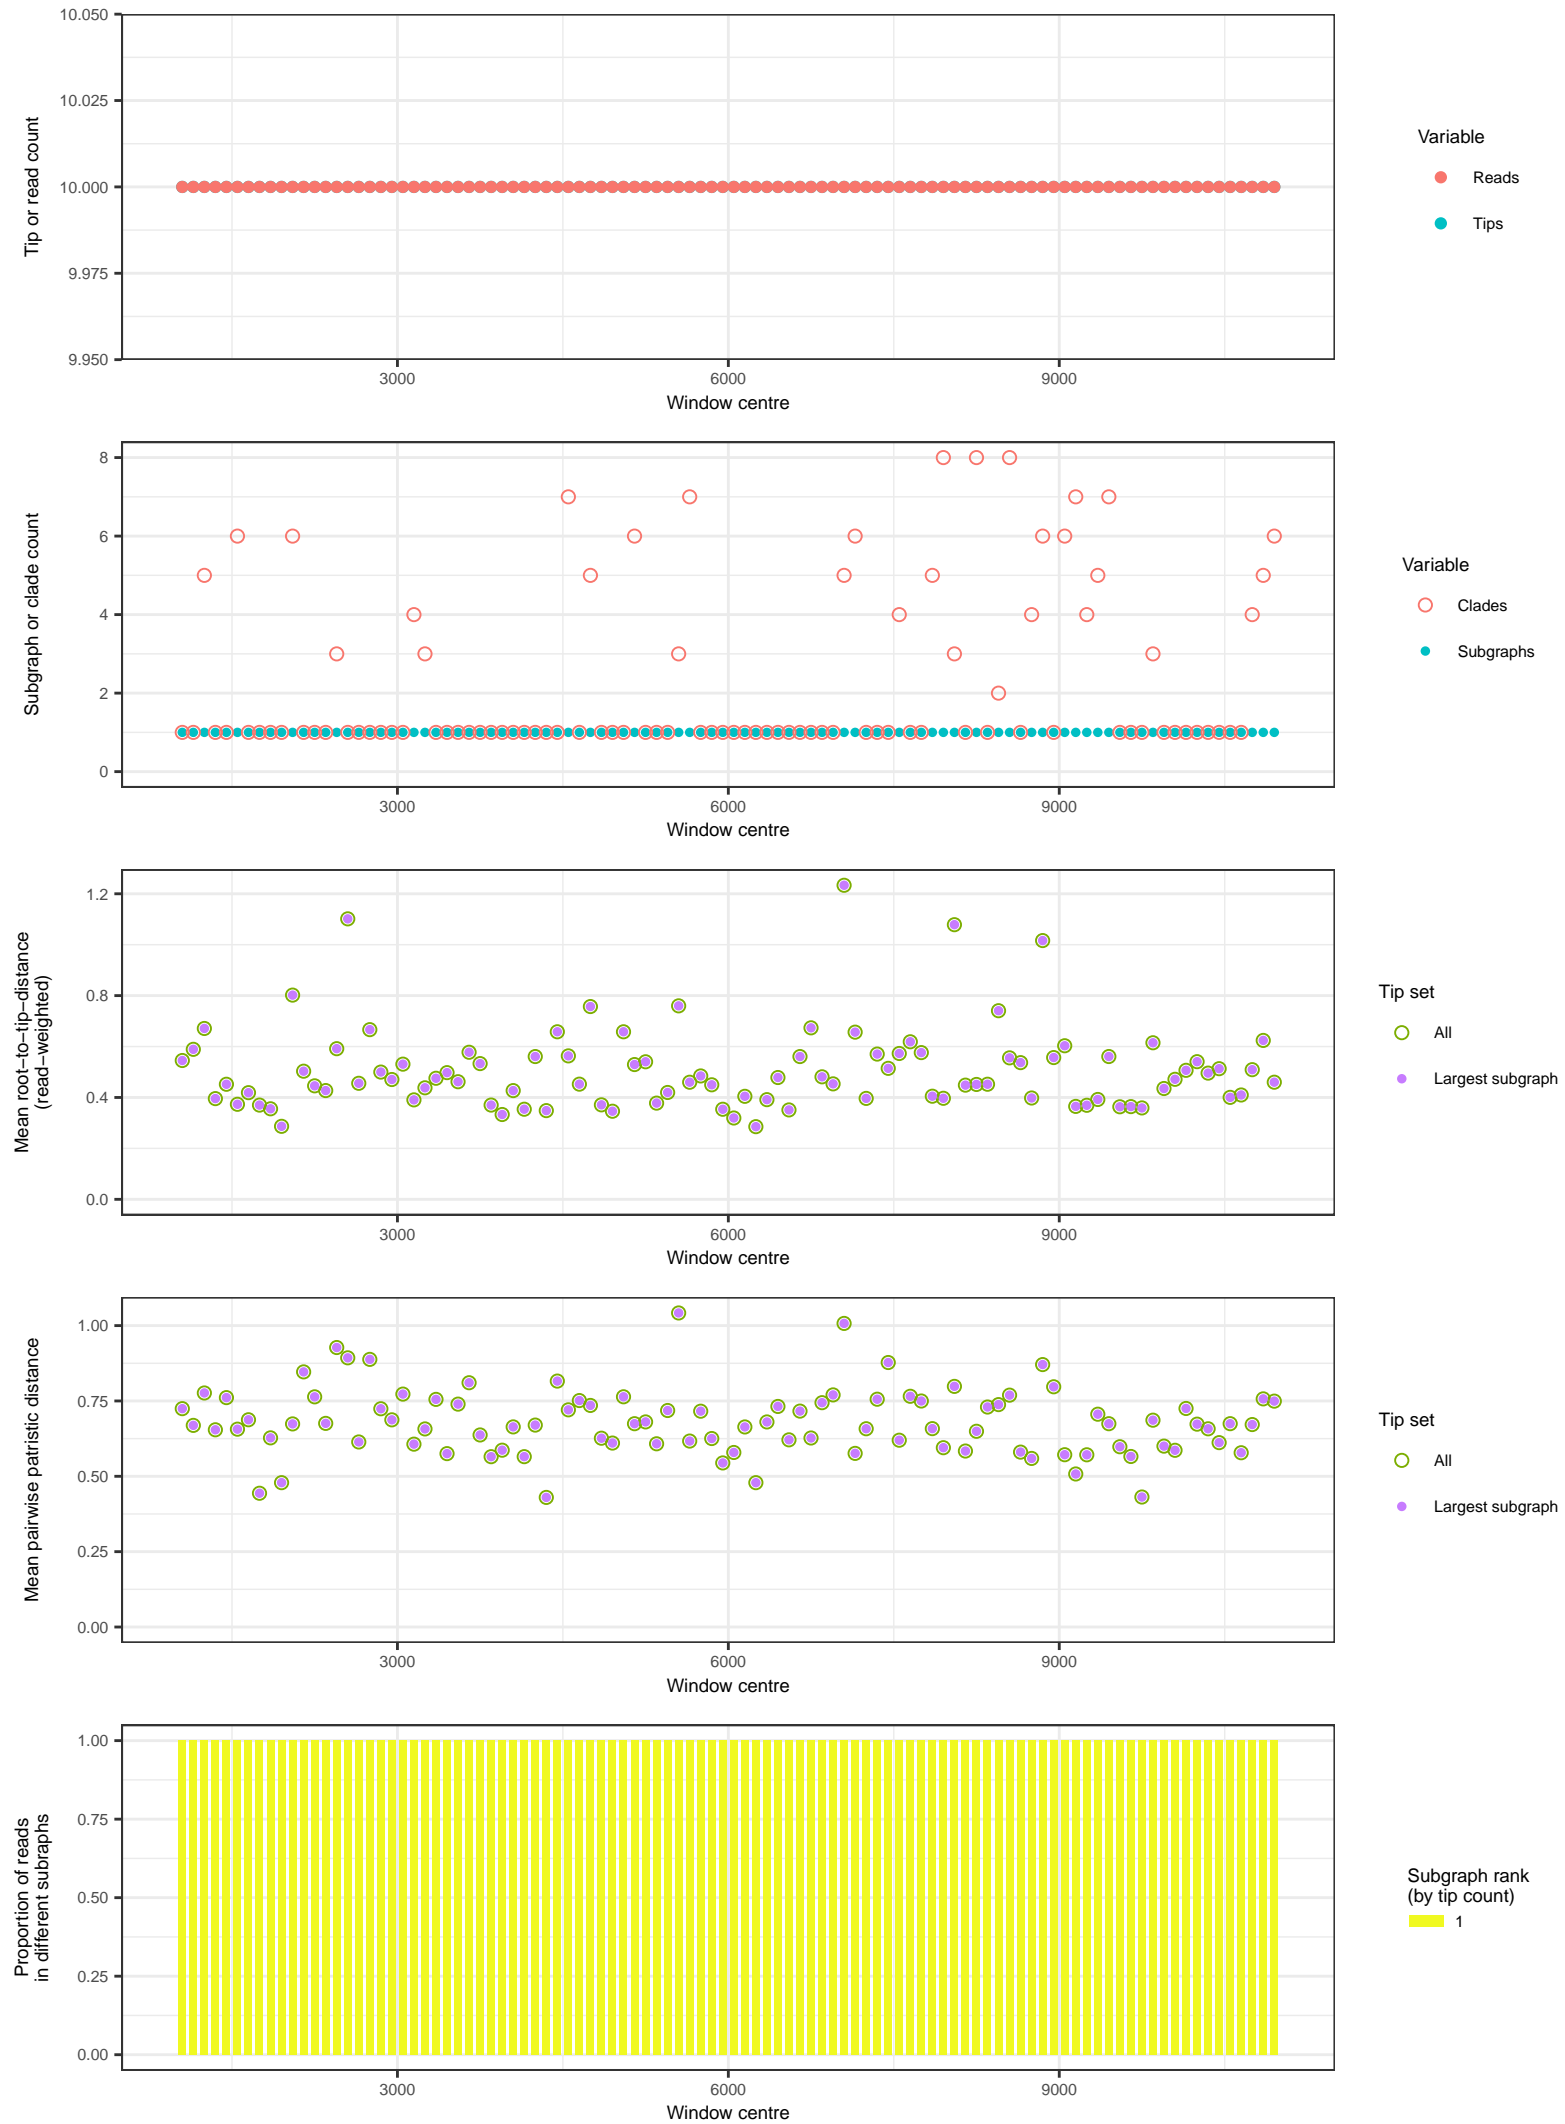 10.050
10.025
10.000
9.975
9.950
Tip or read count
3000 6000 9000
Window centre
Variable
Reads
Tips
8
6
4
2
0
Subgraph or clade count
3000 6000 9000
Window centre
Variable
Clades
Subgraphs
1.2
0.8
0.4
0.0
Mean root−to−tip−distance
(read−weighted)
3000 6000 9000
Window centre
Tip set
All
Largest subgraph
1.00
0.75
0.50
0.25
0.00
Mean pairwise patristic distance
3000 6000 9000
Window centre
Tip set
All
Largest subgraph
1.00
0.75
0.50
0.25
0.00
Proportion of reads
in different subraphs
3000 6000 9000
Window centre
Subgraph rank
(by tip count)
1